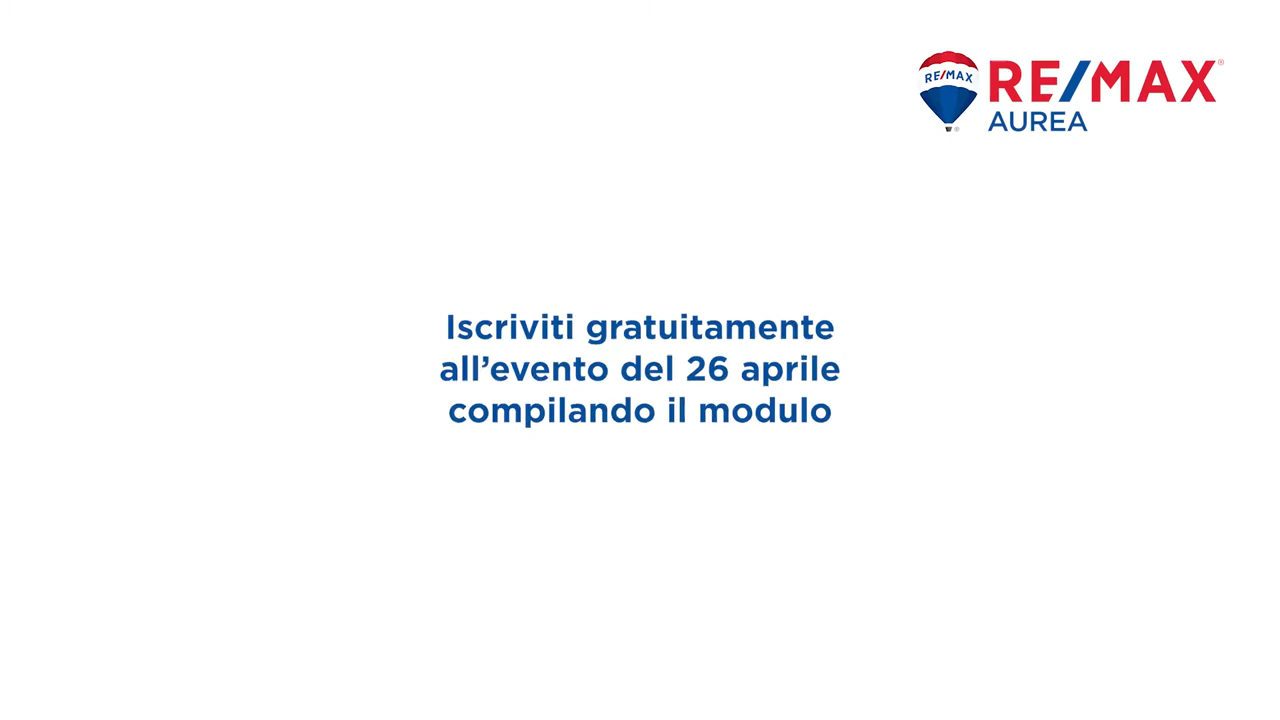 RE/MAX
RE/MAX®
AUREA
®
Iscriviti gratuitamente
all’evento del 26 aprile
compilando il modulo